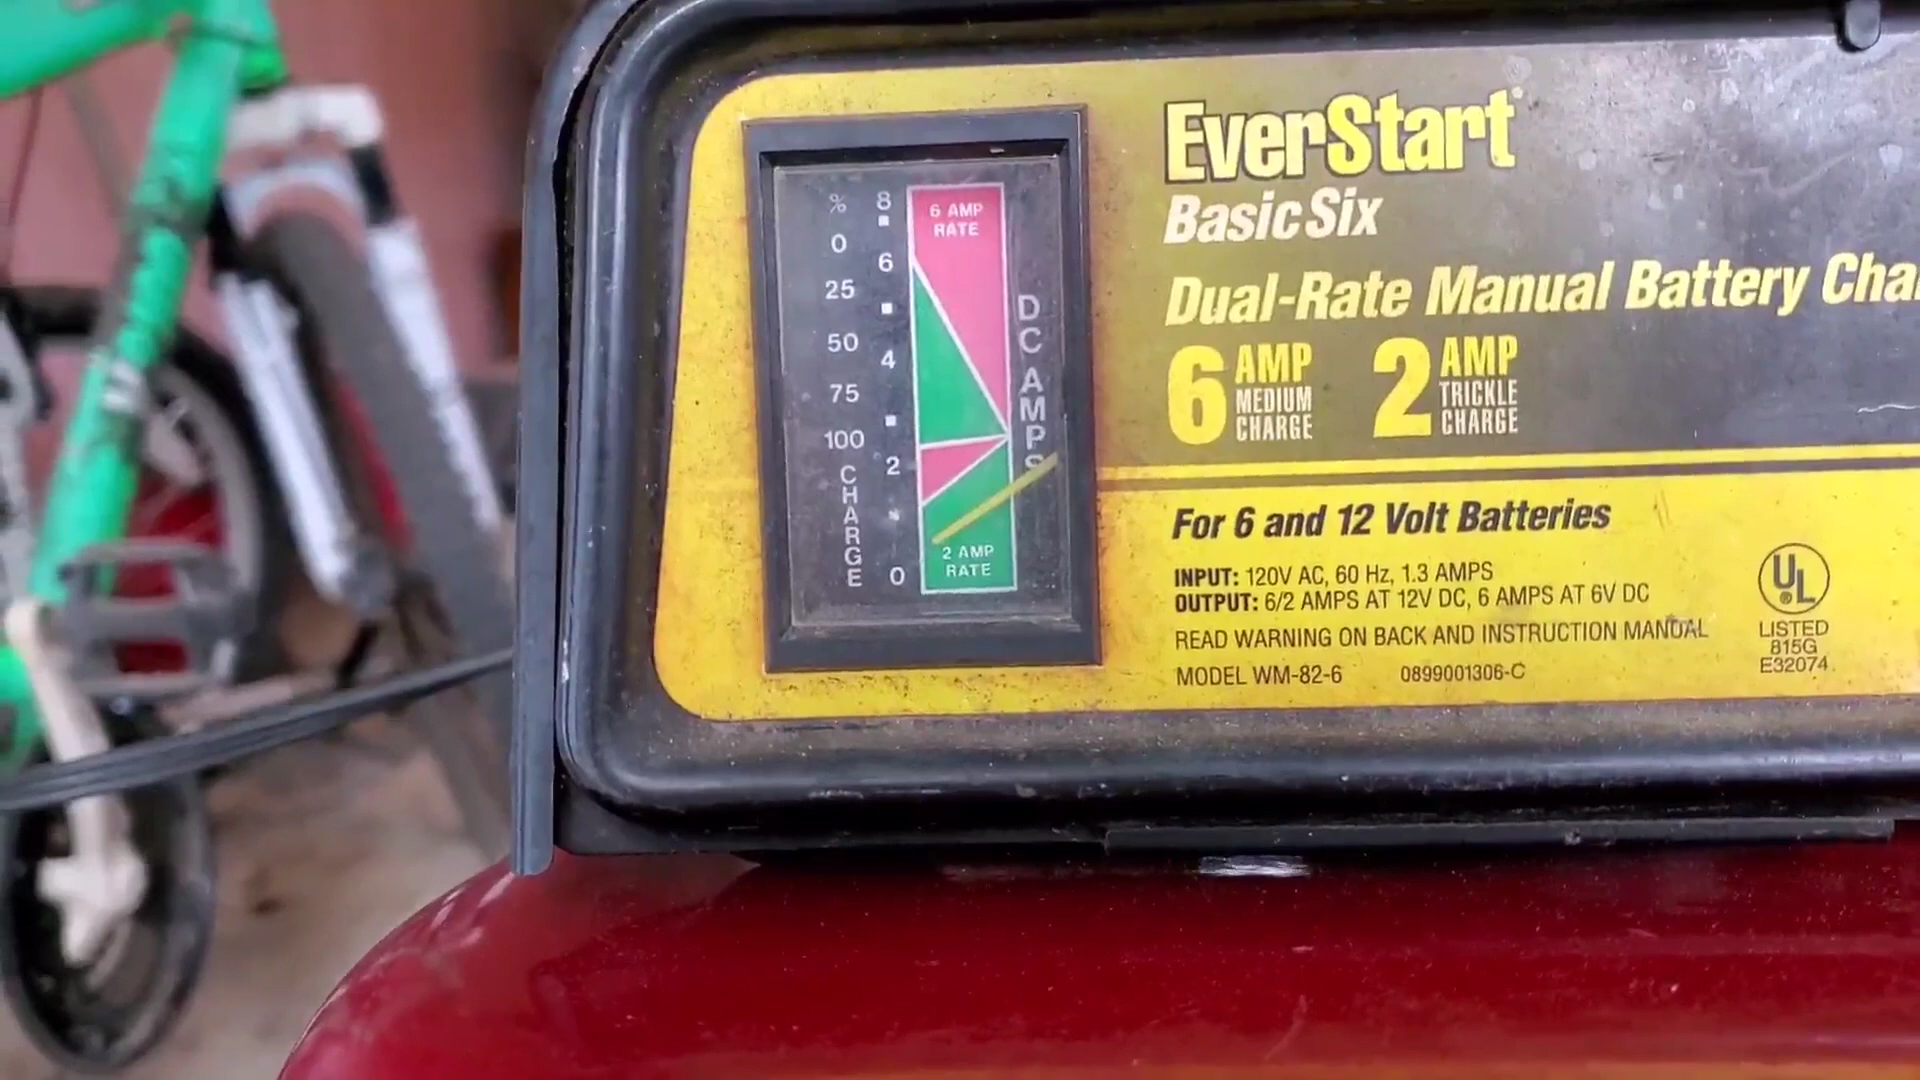 %
0
25
50
75
100
CHARGE
8
6
4
2
0
6 AMP
RATE
2 AMP
RATE
DC AMPS
EverStart
Basic Six
Dual-Rate Manual Battery
6 AMP MEDIUM CHARGE
2 AMP TRICKLE CHARGE
For 6 and 12 Volt Batteries
INPUT: 120V AC, 60 Hz, 1.3 AMPS
OUTPUT: 6/2 AMPS AT 12V DC, 6 AMPS AT 6V DC
READ WARNING ON BACK AND INSTRUCTION MANUAL
MODEL WM-82-6 0899001306-C
UL
LISTED
815G
E32074